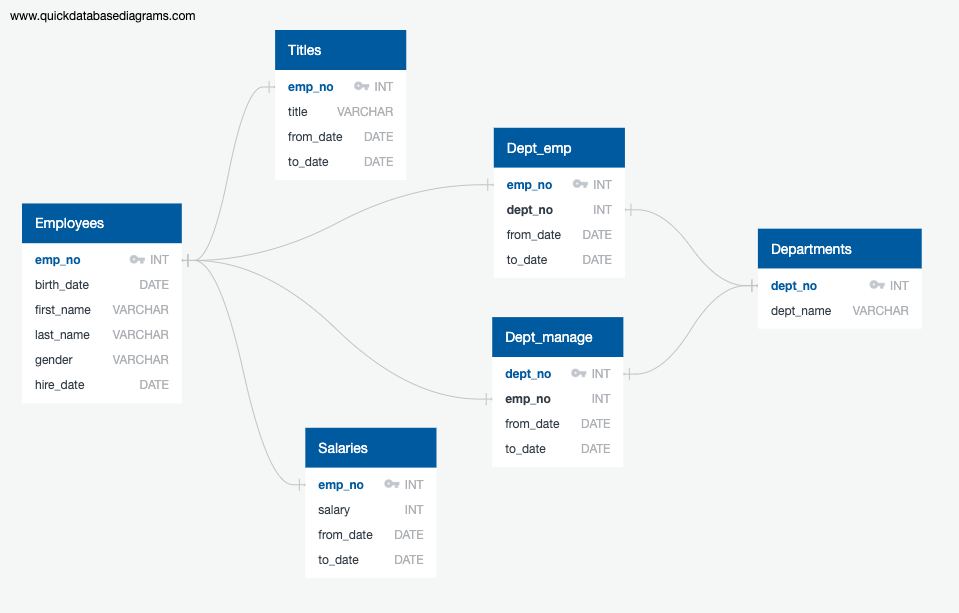 www.quickdatabasediagrams.com
Titles
emp_no INT
title VARCHAR
from_date DATE
to_date DATE
Dept_emp
emp_no INT
dept_no INT
from_date DATE
to_date DATE
Employees
emp_no INT
birth_date DATE
first_name VARCHAR
last_name VARCHAR
gender VARCHAR
hire_date DATE
Departments
dept_no INT
dept_name VARCHAR
Dept_manage
dept_no INT
emp_no INT
from_date DATE
to_date DATE
Salaries
emp_no INT
salary INT
from_date DATE
to_date DATE